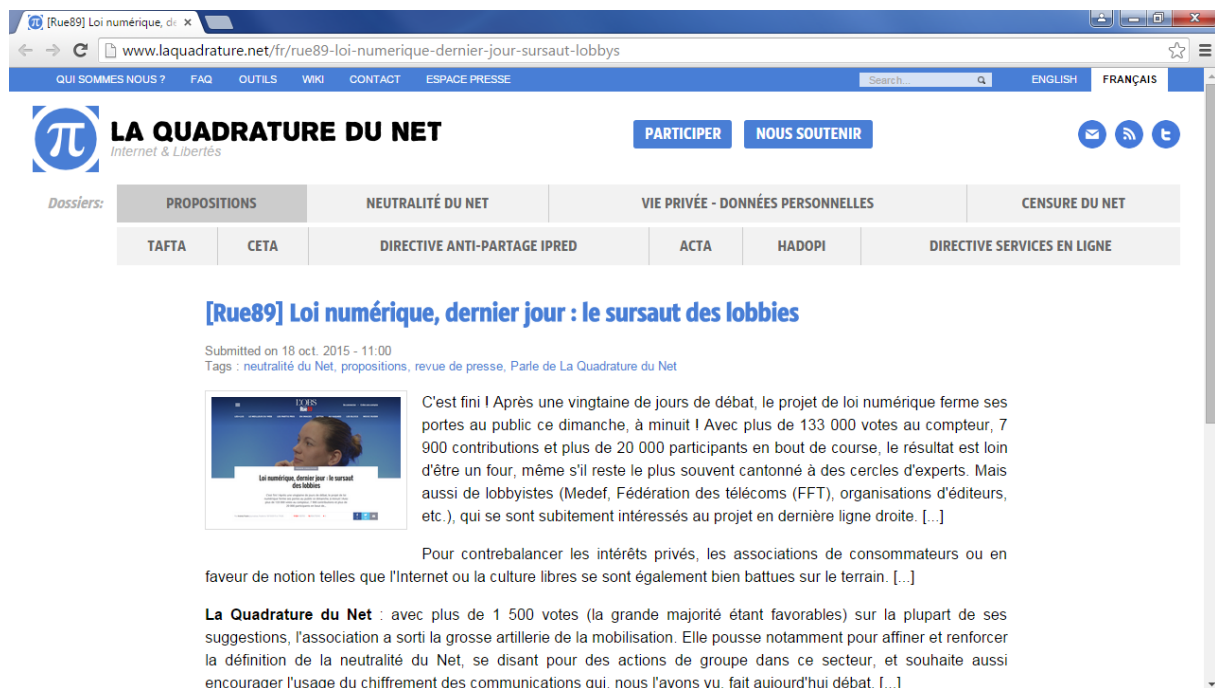 [Rue89] Loi numérique, de
www.laquadrature.net/fr/rue89-loi-numerique-dernier-jour-sursaut-lobbys
QUI SOMMES NOUS ? FAQ OUTILS WIKI CONTACT ESPACE PRESSE Search... ENGLISH FRANÇAIS
π LA QUADRATURE DU NET
Internet & Libertés
PARTICIPER NOUS SOUTENIR
Dossiers: PROPOSITIONS NEUTRALITÉ DU NET VIE PRIVÉE - DONNÉES PERSONNELLES CENSURE DU NET
TAFTA CETA DIRECTIVE ANTI-PARTAGE IPRED ACTA HADOPI DIRECTIVE SERVICES EN LIGNE
[Rue89] Loi numérique, dernier jour : le sursaut des lobbies
Submitted on 18 oct. 2015 - 11:00
Tags : neutralité du Net, propositions, revue de presse, Parle de La Quadrature du Net
L'OBS
Loi numérique, dernier jour : le sursaut
des lobbies
C'est fini ! Après une vingtaine de jours de débat, le projet de loi numérique ferme ses
portes au public ce dimanche, à minuit ! Avec plus de 133 000 votes au compteur, 7
900 contributions et plus de 20 000 participants en bout de course, le résultat est loin
d'être un four, même s'il reste le plus souvent cantonné à des cercles d'experts. Mais
aussi de lobbyistes (Medef, Fédération des télécoms (FFT), organisations d'éditeurs,
etc.), qui se sont subitement intéressés au projet en dernière ligne droite. [...]
Pour contrebalancer les intérêts privés, les associations de consommateurs ou en
faveur de notion telles que l'Internet ou la culture libres se sont également bien battues sur le terrain. [...]
La Quadrature du Net : avec plus de 1 500 votes (la grande majorité étant favorables) sur la plupart de ses
suggestions, l'association a sorti la grosse artillerie de la mobilisation. Elle pousse notamment pour affiner et renforcer
la définition de la neutralité du Net, se disant pour des actions de groupe dans ce secteur, et souhaite aussi
encourager l'usage du chiffrement des communications qui, nous l'avons vu, fait aujourd'hui débat. [...]